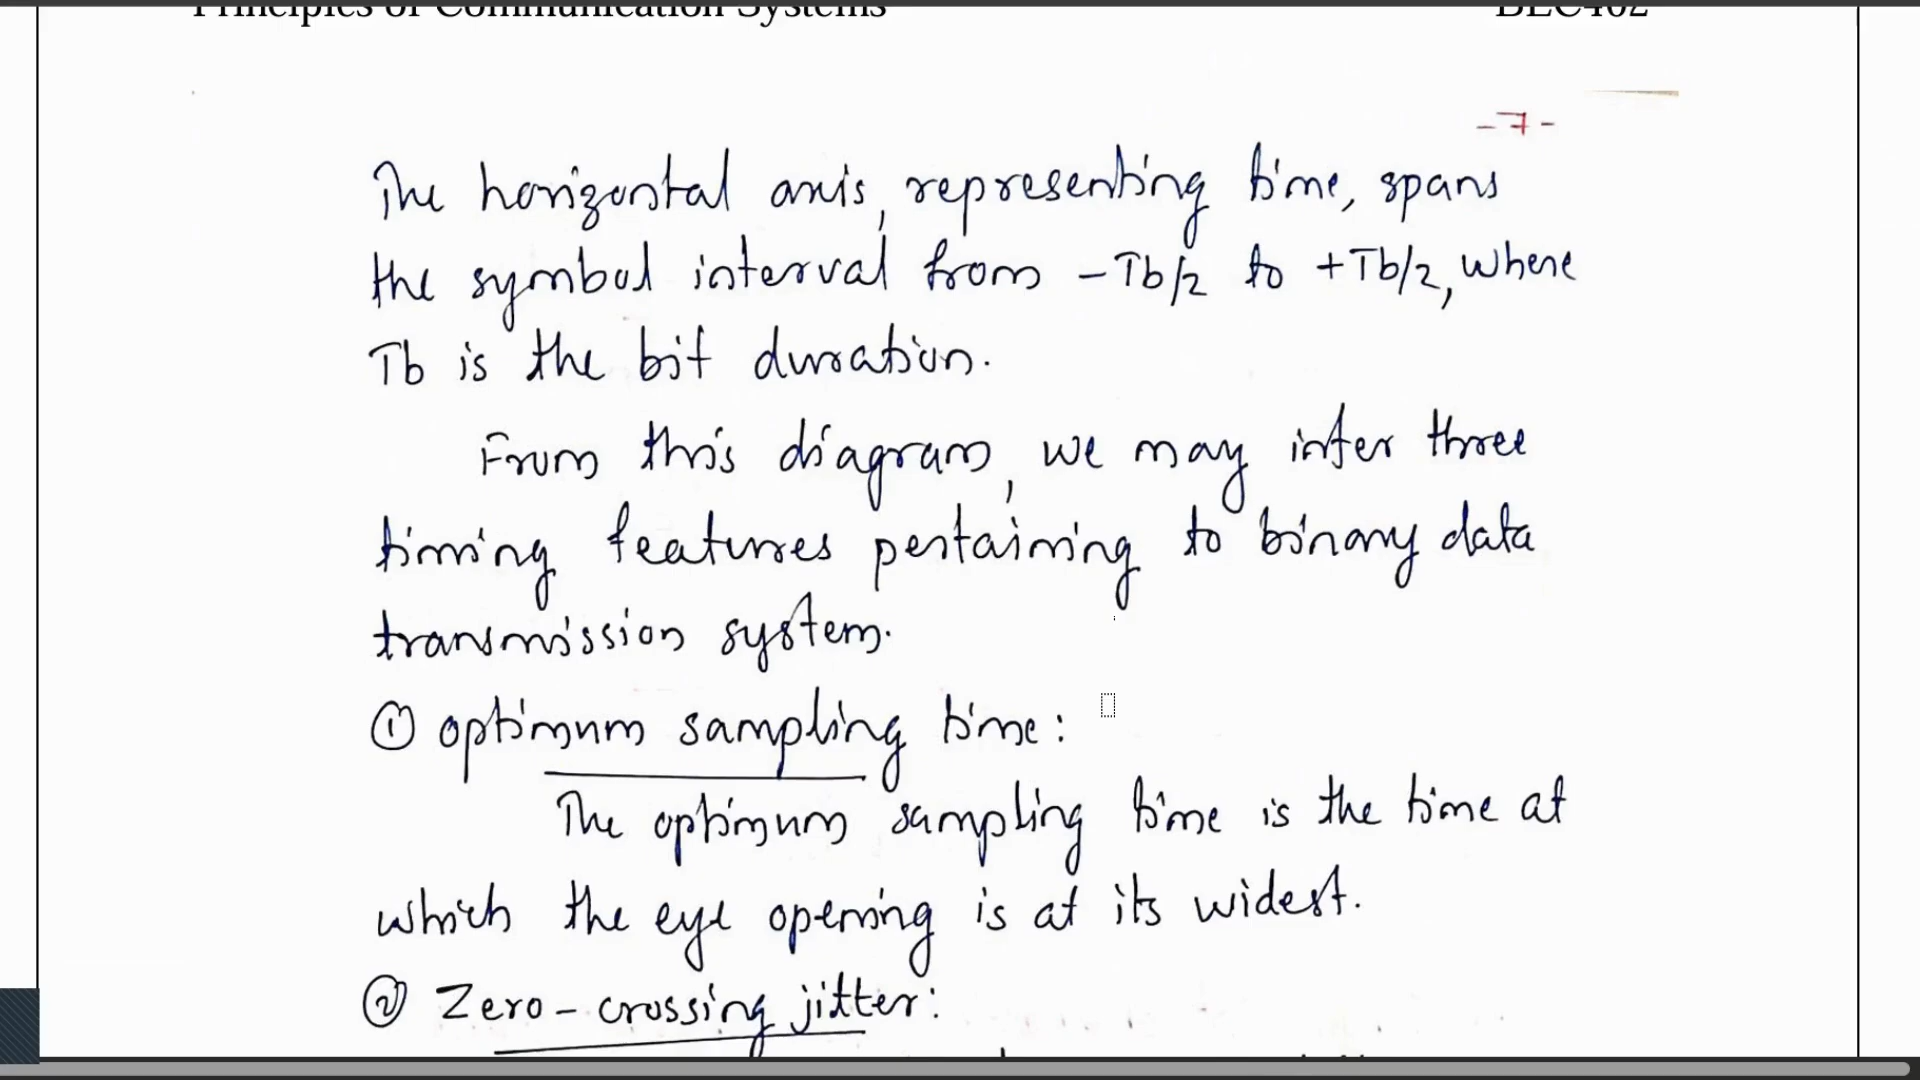 Principles of Communication Systems BEC402
-7-
The horizontal axis, representing time, spans
the symbol interval from -Tb/2 to +Tb/2, where
Tb is the bit duration.
From this diagram, we may infer three
timing features pertaining to binary data
transmission system.
① optimum sampling time:
The optimum sampling time is the time at
which the eye opening is at its widest.
② Zero-crossing jitter: